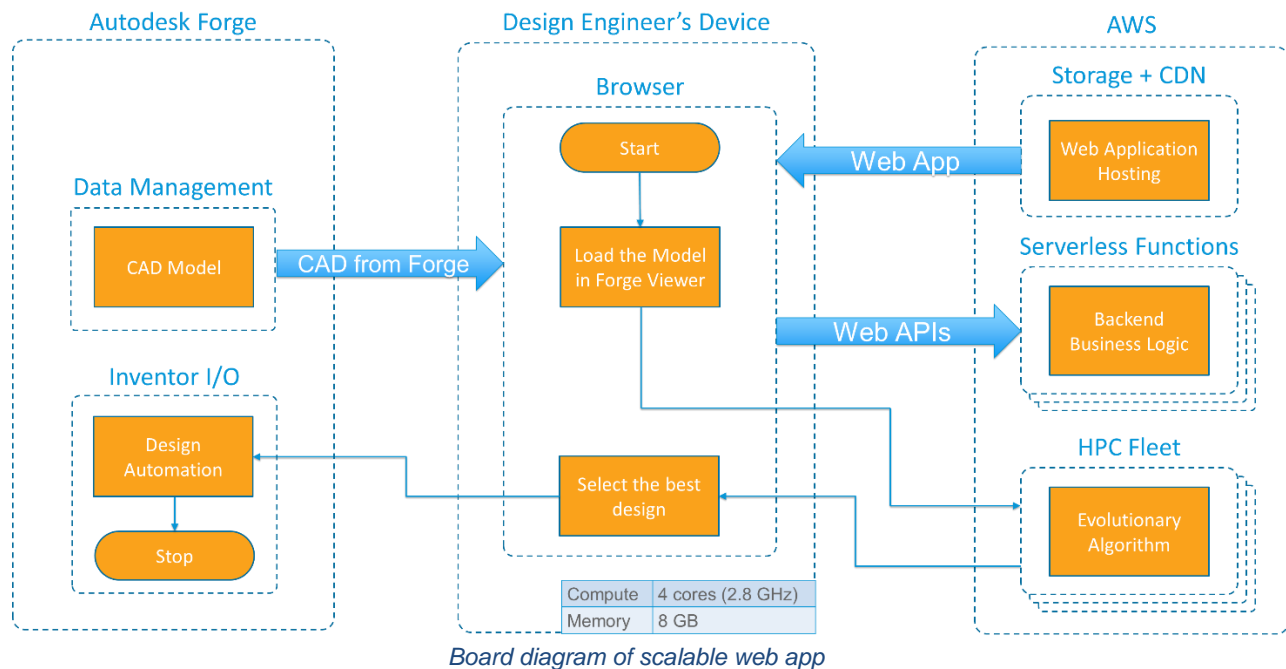 Autodesk Forge
Design Engineer's Device
AWS
Browser
Storage + CDN
Start
Web App
Web Application
Hosting
Data Management
CAD Model
CAD from Forge
Load the Model
in Forge Viewer
Serverless Functions
Web APIs
Backend
Business Logic
Inventor I/O
Design
Automation
Stop
Select the best
design
HPC Fleet
Evolutionary
Algorithm
Compute 4 cores (2.8 GHz)
Memory 8 GB
Board diagram of scalable web app